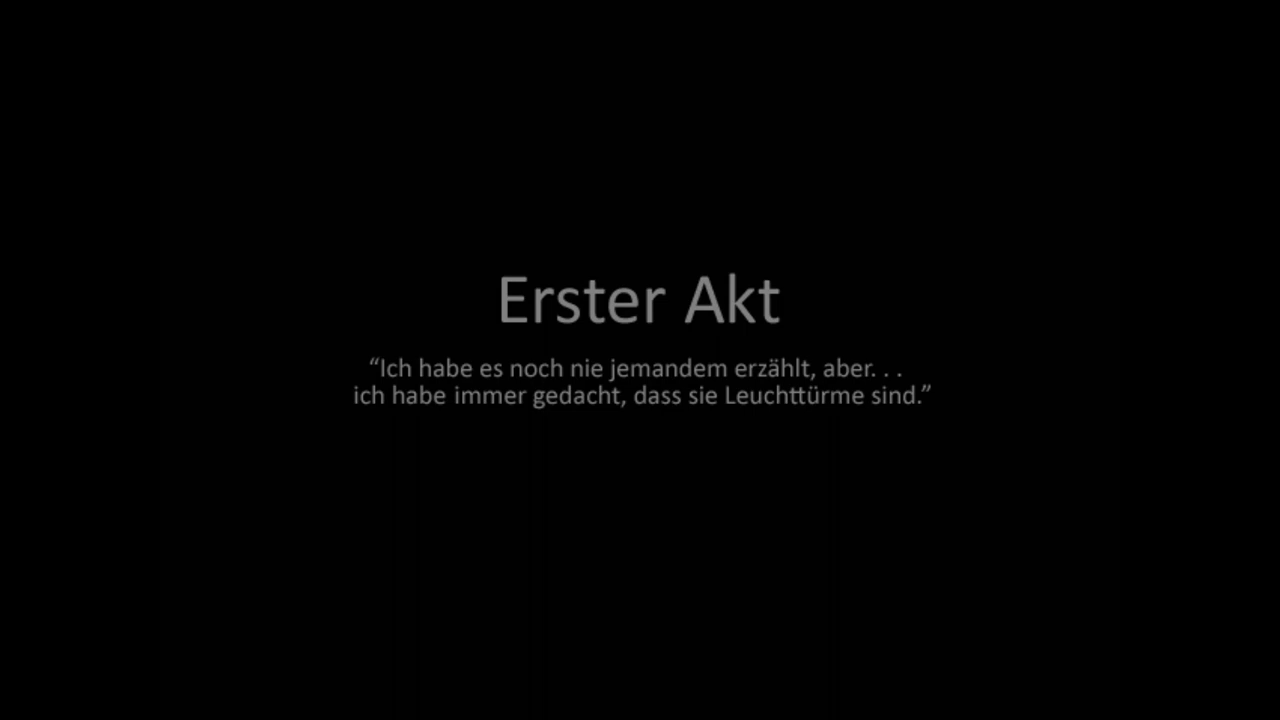 Erster Akt
“Ich habe es noch nie jemandem erzählt, aber. . .
ich habe immer gedacht, dass sie Leuchttürme sind.”